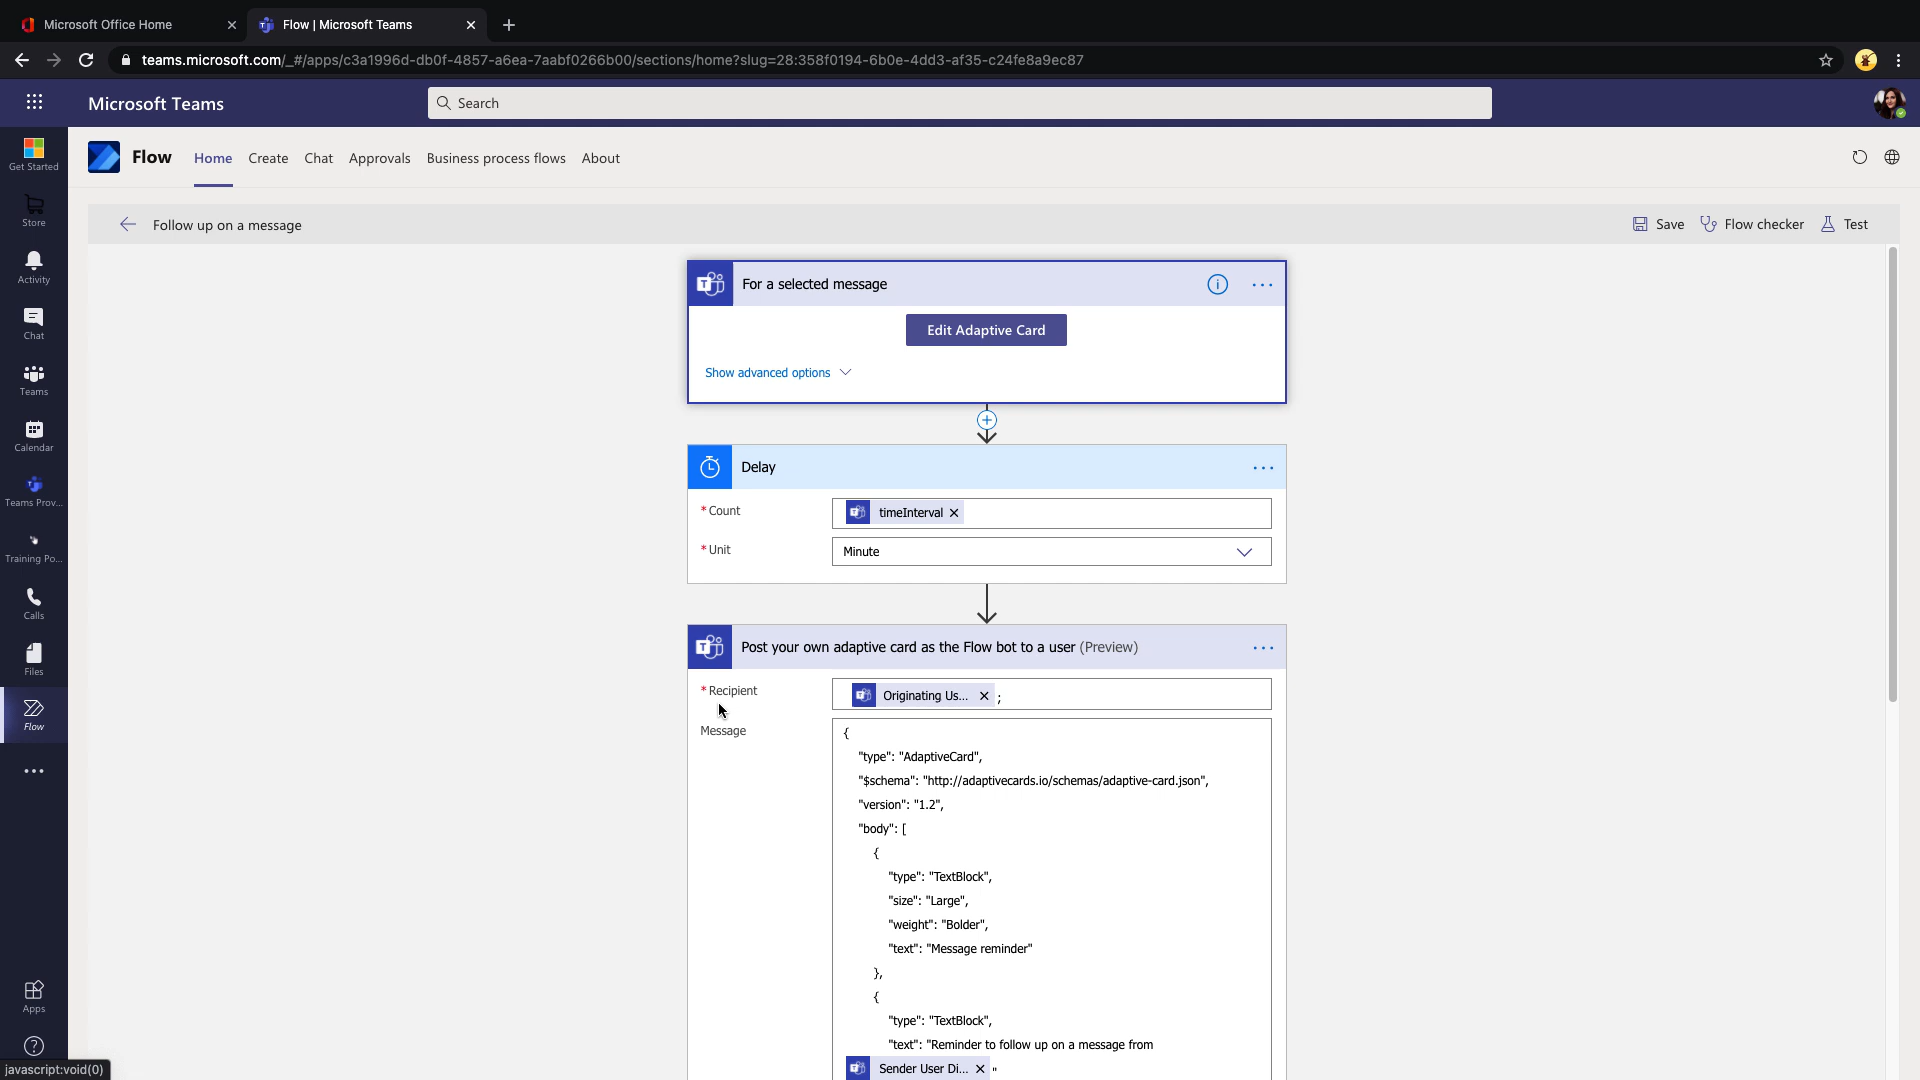 Microsoft Office Home
Flow | Microsoft Teams
teams.microsoft.com/_#/apps/c3a1996d-db0f-4857-a6ea-7aabf0266b00/sections/home?slug=28:358f0194-6b0e-4dd3-af35-c24fe8a9ec87
Microsoft Teams
Search
Get Started
Store
Activity
Chat
Teams
Calendar
Teams Prov...
Training Po...
Calls
Files
Flow
Apps
javascript:void(0)
Flow
Home Create Chat Approvals Business process flows About
Follow up on a message
Save Flow checker Test
For a selected message
Edit Adaptive Card
Show advanced options
Delay
* Count timeInterval
* Unit Minute
Post your own adaptive card as the Flow bot to a user (Preview)
* Recipient Originating Us... ;
Message
{
"type": "AdaptiveCard",
"$schema": "http://adaptivecards.io/schemas/adaptive-card.json",
"version": "1.2",
"body": [
{
"type": "TextBlock",
"size": "Large",
"weight": "Bolder",
"text": "Message reminder"
},
{
"type": "TextBlock",
"text": "Reminder to follow up on a message from
Sender User Di... "